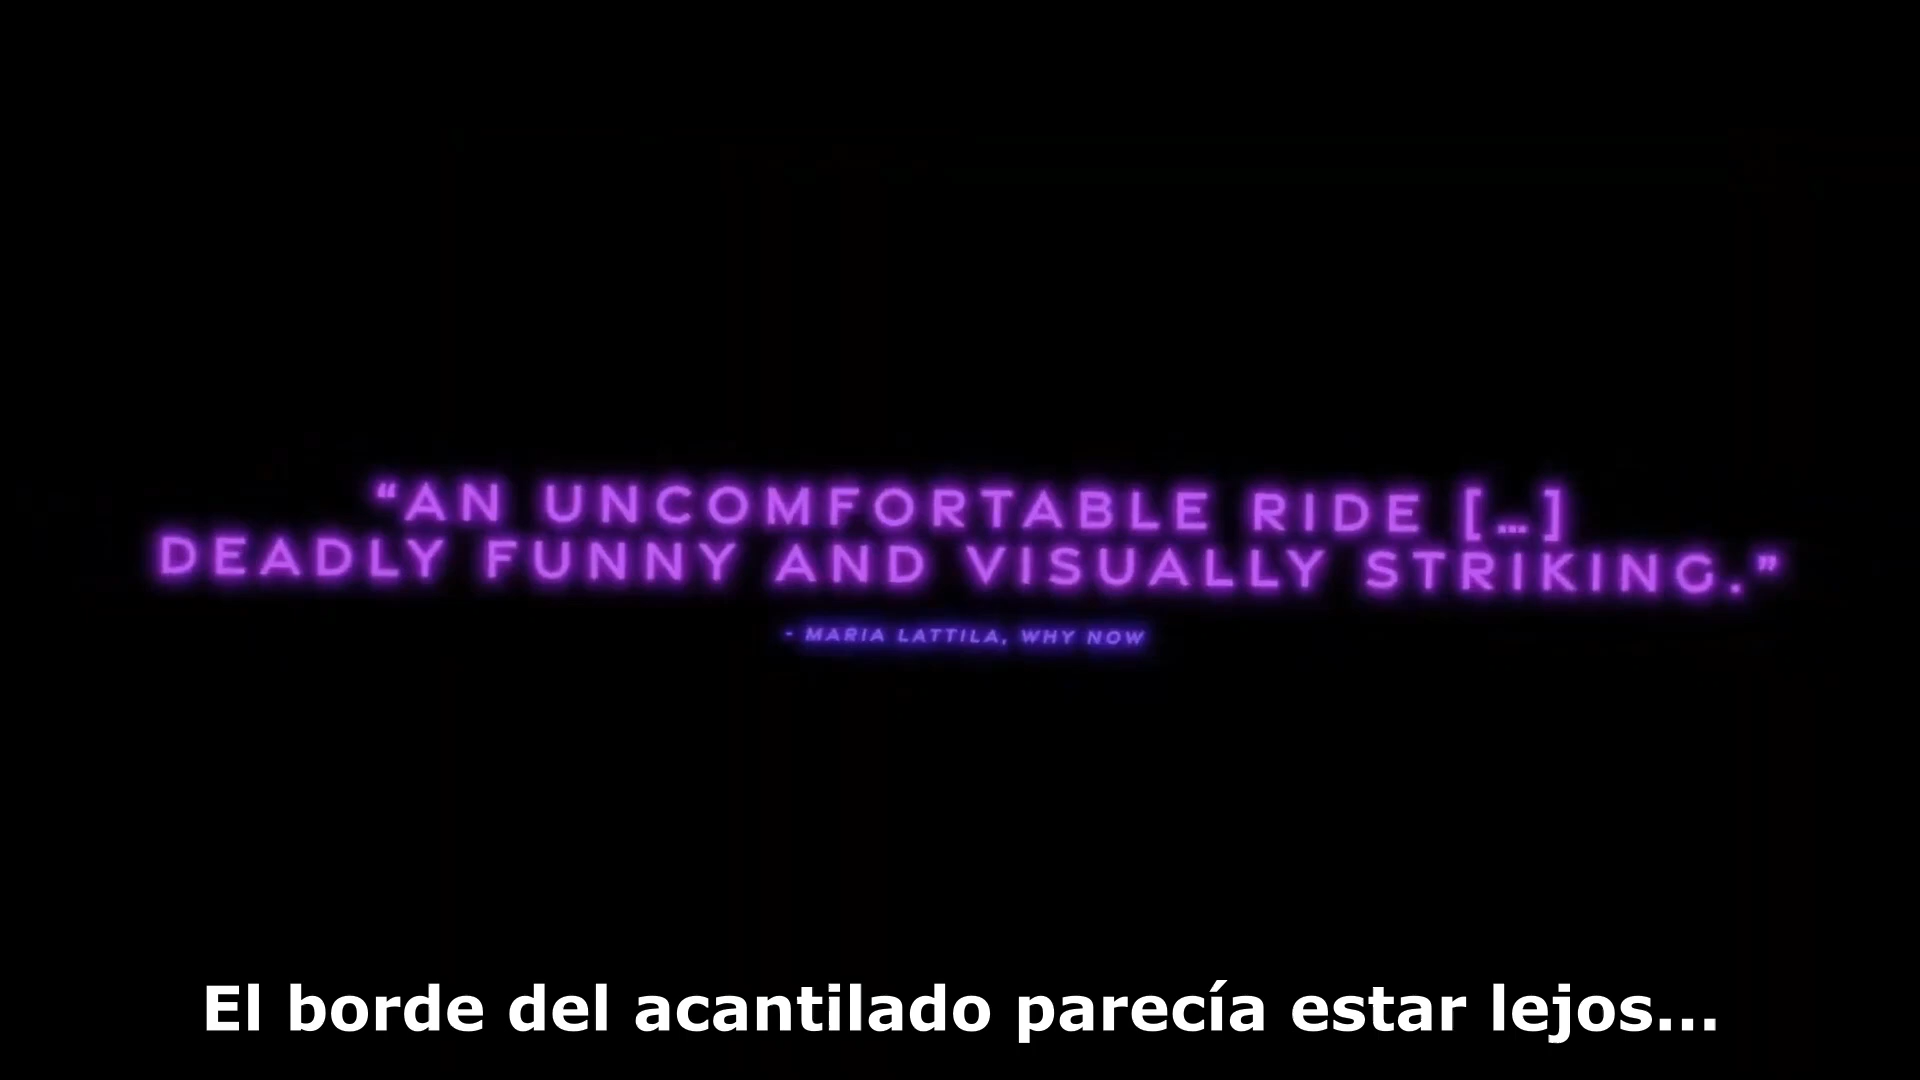 “AN UNCOMFORTABLE RIDE […]
DEADLY FUNNY AND VISUALLY STRIKING.”
- MARIA LATTILA, WHY NOW
El borde del acantilado parecía estar lejos...